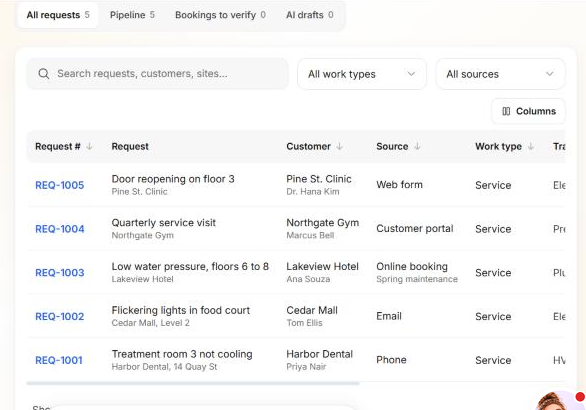 All requests 5 Pipeline 5 Bookings to verify 0 AI drafts 0
Search requests, customers, sites... All work types All sources
Columns
Request # Request Customer Source Work type
REQ-1005 Door reopening on floor 3 Pine St. Clinic Web form Service
Pine St. Clinic Dr. Hana Kim
REQ-1004 Quarterly service visit Northgate Gym Customer portal Service
Northgate Gym Marcus Bell
REQ-1003 Low water pressure, floors 6 to 8 Lakeview Hotel Online booking Service
Lakeview Hotel Ana Souza Spring maintenance
REQ-1002 Flickering lights in food court Cedar Mall Email Service
Cedar Mall, Level 2 Tom Ellis
REQ-1001 Treatment room 3 not cooling Harbor Dental Phone Service
Harbor Dental, 14 Quay St Priya Nair